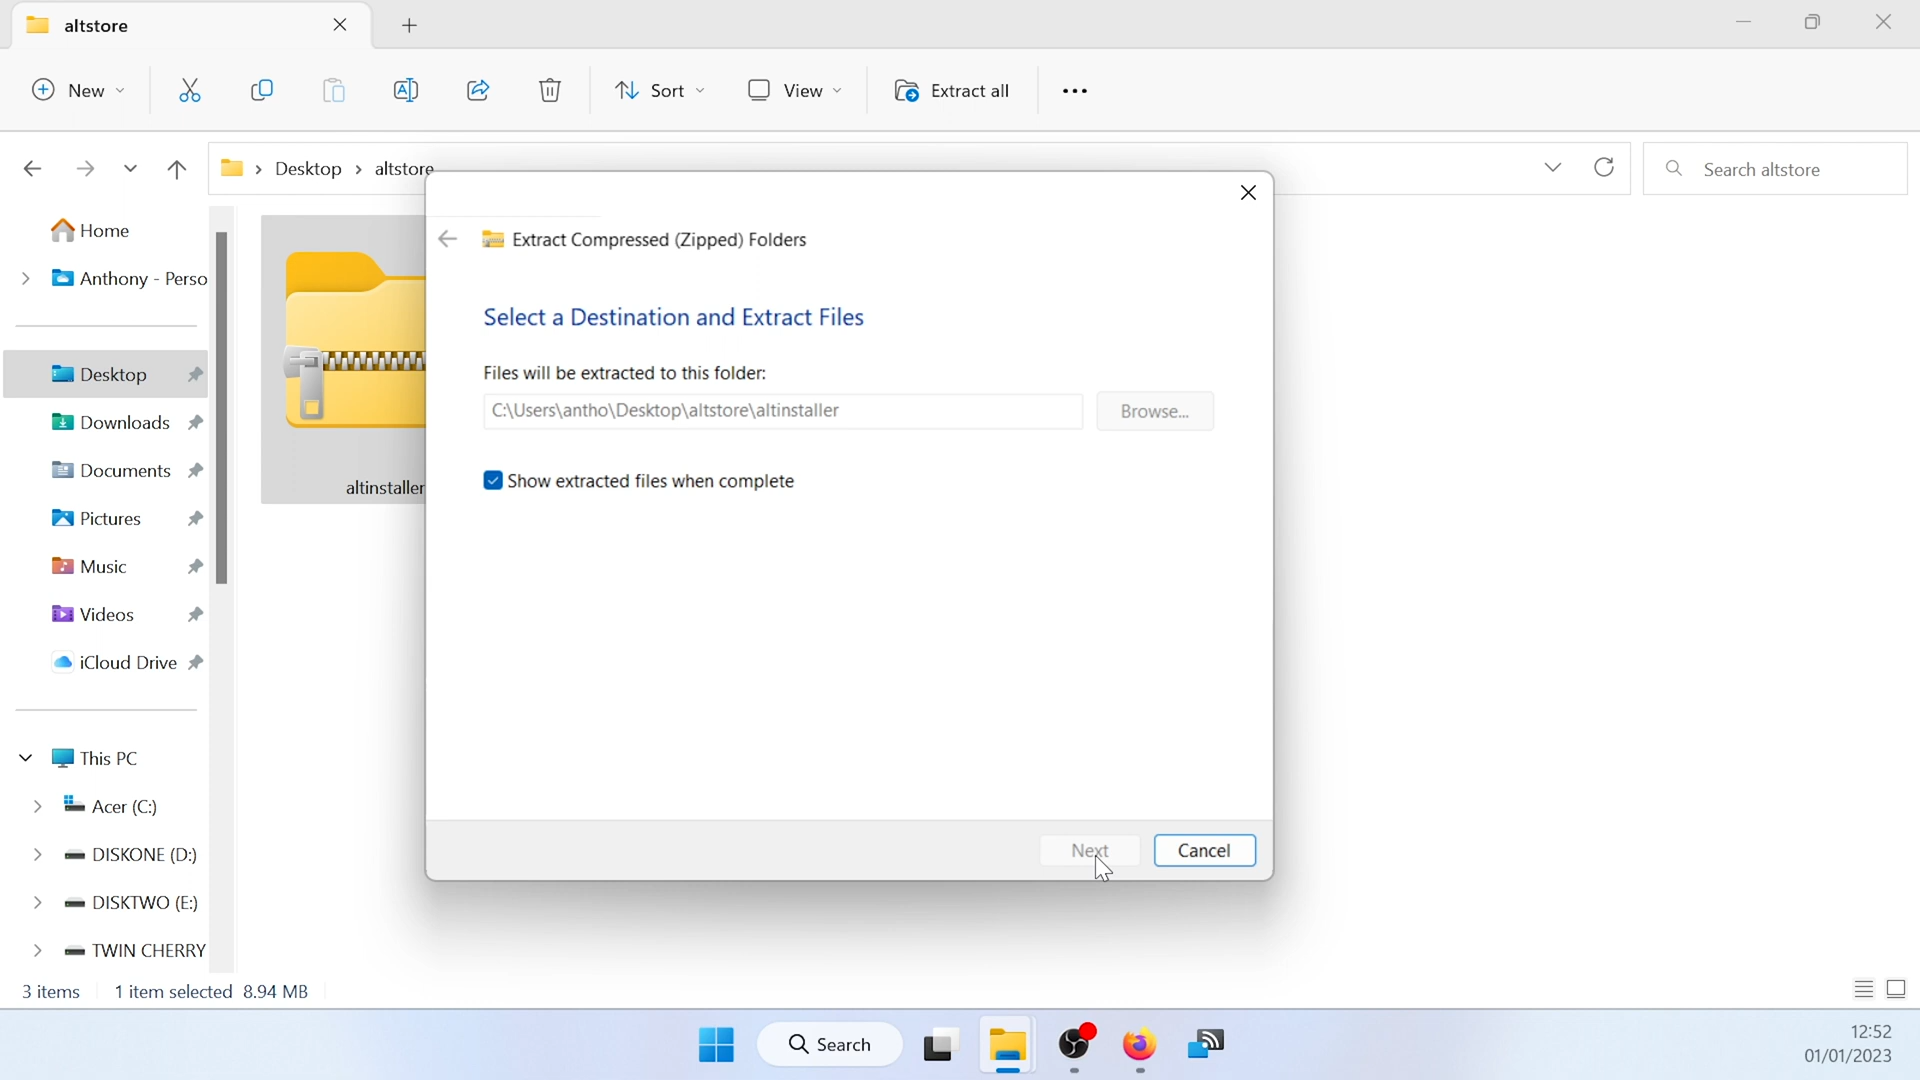 altstore
New
Sort
View
Extract all
Desktop
altstore
Search altstore
Home
Anthony - Perso
Desktop
Downloads
Documents
Pictures
Music
Videos
iCloud Drive
This PC
Acer (C:)
DISKONE (D:)
DISKTWO (E:)
TWIN CHERRY
altinstaller
Extract Compressed (Zipped) Folders
Select a Destination and Extract Files
Files will be extracted to this folder:
C:\Users\antho\Desktop\altstore\altinstaller
Browse...
Show extracted files when complete
Next
Cancel
3 items
1 item selected 8.94 MB
Search
12:52
01/01/2023